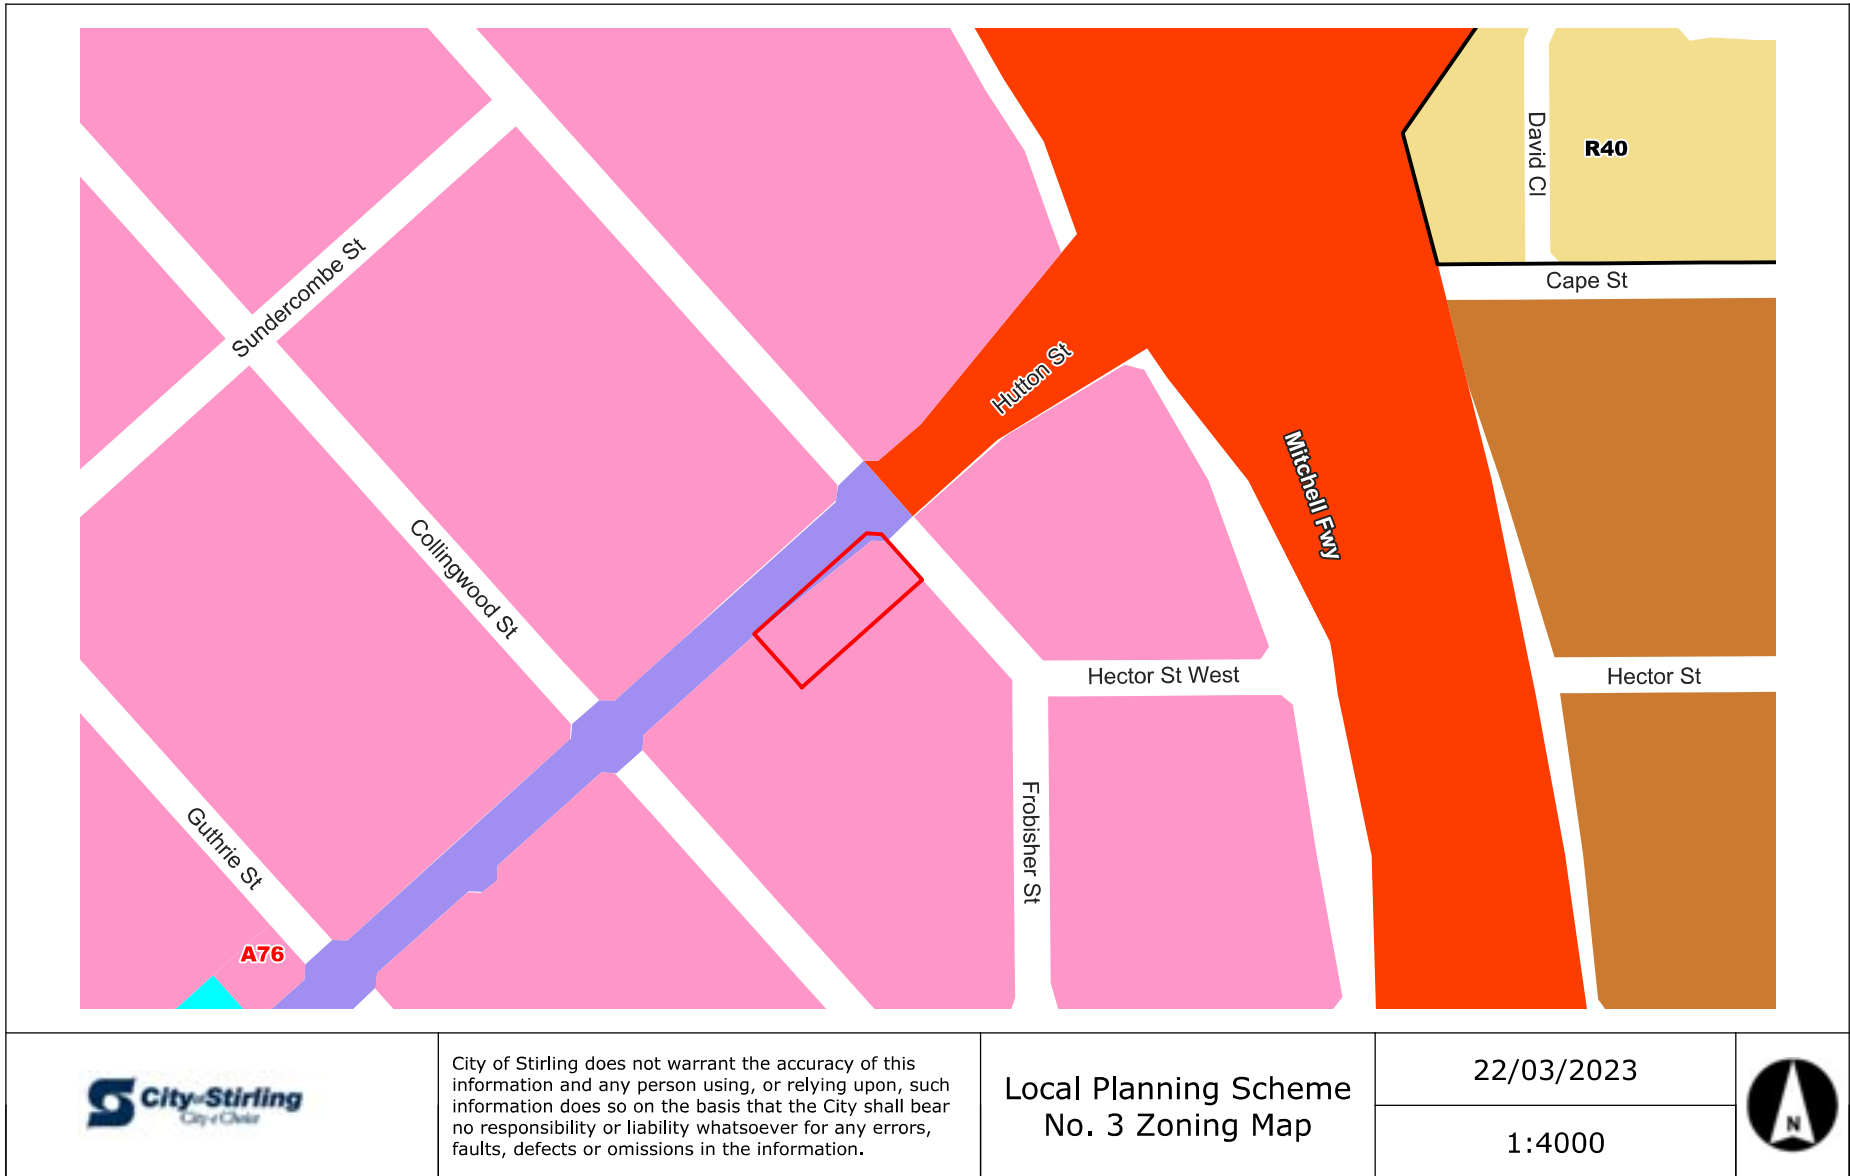 David Cl
R40
Sundercombe St
Cape St
Hutton St
Mitchell Fwy
Collingwood St
Hector St West
Hector St
Frobisher St
Guthrie St
A76
City of Stirling
City of Choice
City of Stirling does not warrant the accuracy of this
information and any person using, or relying upon, such
information does so on the basis that the City shall bear
no responsibility or liability whatsoever for any errors,
faults, defects or omissions in the information.
Local Planning Scheme
No. 3 Zoning Map
22/03/2023
1:4000
N